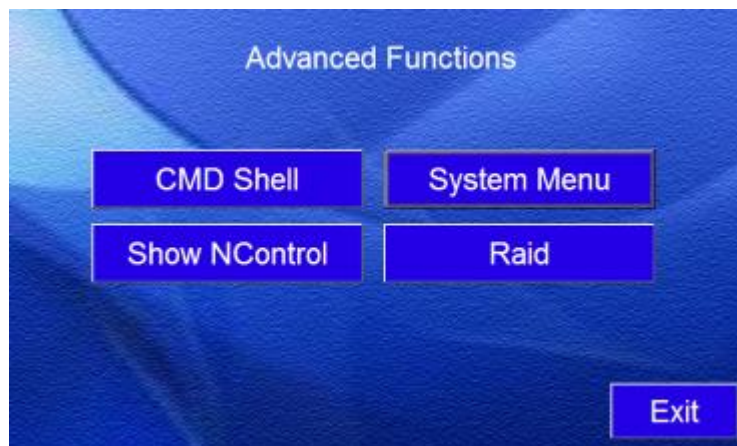 Advanced Functions
CMD Shell
System Menu
Show NControl
Raid
Exit